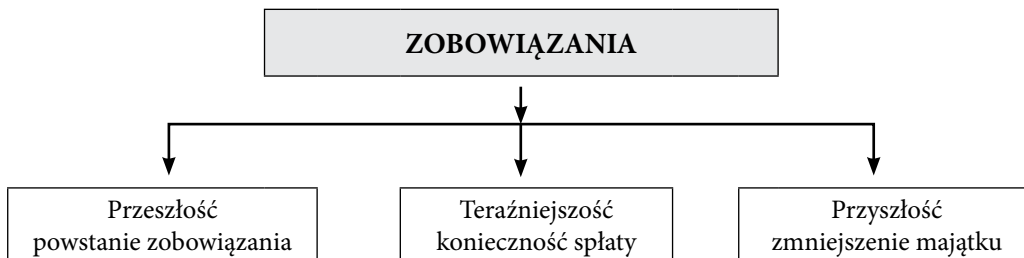 ZOBOWIĄZANIA
Przeszłość
powstanie zobowiązania
Teraźniejszość
konieczność spłaty
Przyszłość
zmniejszenie majątku